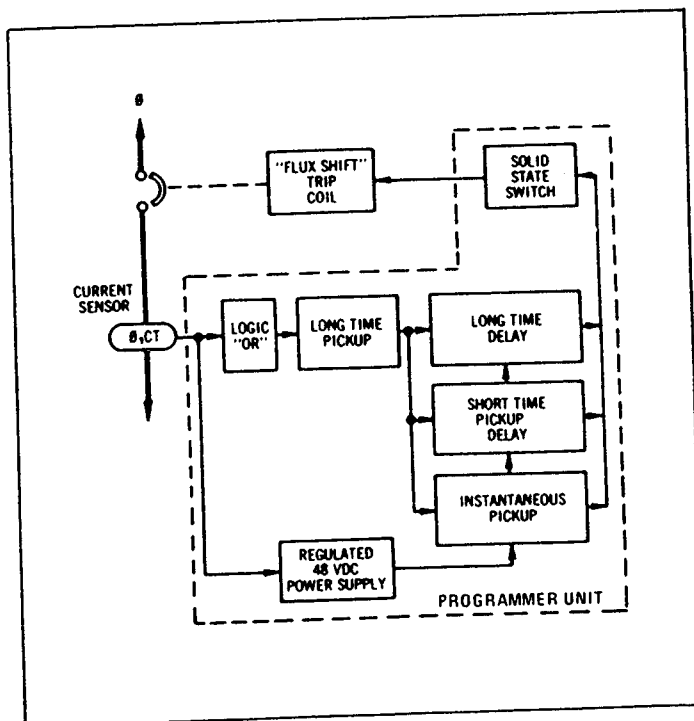 ø
"FLUX SHIFT"
TRIP
COIL
SOLID
STATE
SWITCH
CURRENT
SENSOR
ø,CT
LOGIC
"OR"
LONG TIME
PICKUP
LONG TIME
DELAY
SHORT TIME
PICKUP
DELAY
INSTANTANEOUS
PICKUP
REGULATED
48 VDC
POWER SUPPLY
PROGRAMMER UNIT